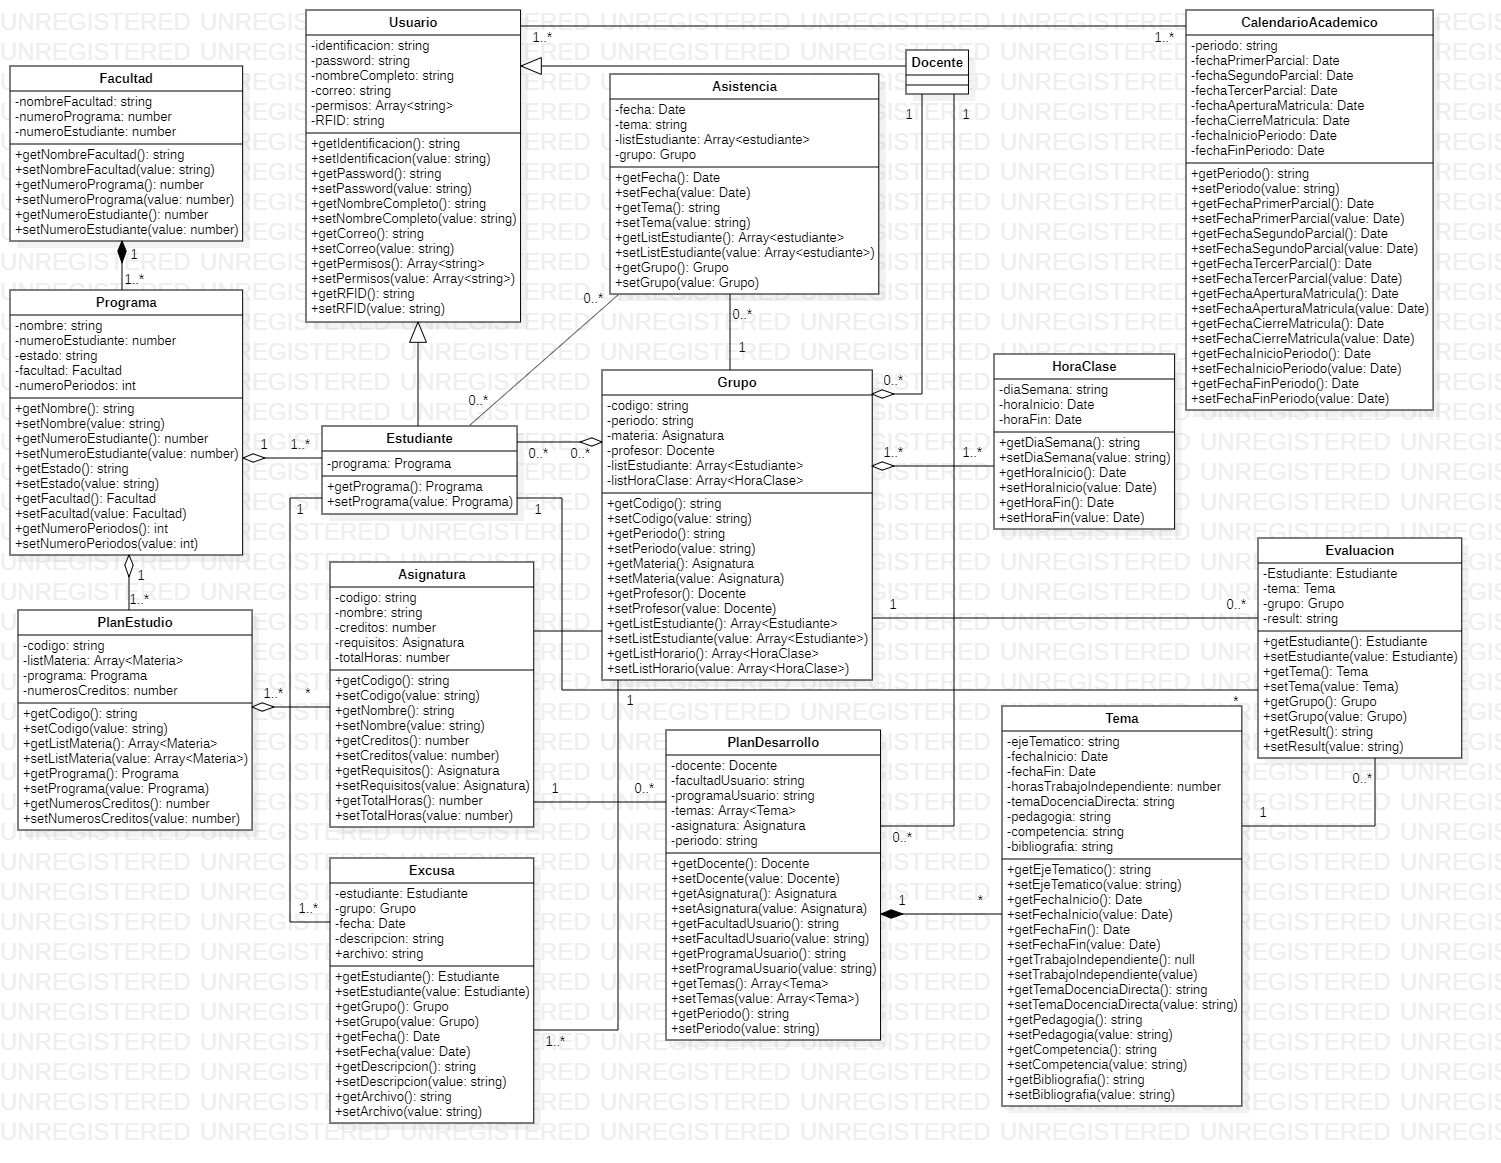 Facultad
-nombreFacultad: string
-numeroPrograma: number
-numeroEstudiante: number
+getNombreFacultad(): string
+setNombreFacultad(value: string)
+getNumeroPrograma(): number
+setNumeroPrograma(value: number)
+getNumeroEstudiante(): number
+setNumeroEstudiante(value: number)
1
1..*
Programa
-nombre: string
-numeroEstudiante: number
-estado: string
-facultad: Facultad
-numeroPeriodos: int
+getNombre(): string
+setNombre(value: string)
+getNumeroEstudiante(): number
+setNumeroEstudiante(value: number)
+getEstado(): string
+setEstado(value: string)
+getFacultad(): Facultad
+setFacultad(value: Facultad)
+getNumeroPeriodos(): int
+setNumeroPeriodos(value: int)
1
1..*
1
1..*
PlanEstudio
-codigo: string
-listMateria: Array<Materia>
-programa: Programa
-numerosCreditos: number
+getCodigo(): string
+setCodigo(value: string)
+getListMateria(): Array<Materia>
+setListMateria(value: Array<Materia>)
+getPrograma(): Programa
+setPrograma(value: Programa)
+getNumerosCreditos(): number
+setNumerosCreditos(value: number)
1..*
*
Usuario
-identificacion: string
-password: string
-nombreCompleto: string
-correo: string
-permisos: Array<string>
-RFID: string
+getIdentificacion(): string
+setIdentificacion(value: string)
+getPassword(): string
+setPassword(value: string)
+getNombreCompleto(): string
+setNombreCompleto(value: string)
+getCorreo(): string
+setCorreo(value: string)
+getPermisos(): Array<string>
+setPermisos(value: Array<string>)
+getRFID(): string
+setRFID(value: string)
1..*
1..*
Estudiante
-programa: Programa
+getPrograma(): Programa
+setPrograma(value: Programa)
0..*
0..*
0..*
0..*
1
1
Asignatura
-codigo: string
-nombre: string
-creditos: number
-requisitos: Asignatura
-totalHoras: number
+getCodigo(): string
+setCodigo(value: string)
+getNombre(): string
+setNombre(value: string)
+getCreditos(): number
+setCreditos(value: number)
+getRequisitos(): Asignatura
+setRequisitos(value: Asignatura)
+getTotalHoras(): number
+setTotalHoras(value: number)
1
0..*
Excusa
-estudiante: Estudiante
-grupo: Grupo
-fecha: Date
-descripcion: string
+archivo: string
+getEstudiante(): Estudiante
+setEstudiante(value: Estudiante)
+getGrupo(): Grupo
+setGrupo(value: Grupo)
+getFecha(): Date
+setFecha(value: Date)
+getDescripcion(): string
+setDescripcion(value: string)
+getArchivo(): string
+setArchivo(value: string)
1..*
1..*
Asistencia
-fecha: Date
-tema: string
-listEstudiante: Array<estudiante>
-grupo: Grupo
+getFecha(): Date
+setFecha(value: Date)
+getTema(): string
+setTema(value: string)
+getListEstudiante(): Array<estudiante>
+setListEstudiante(value: Array<estudiante>)
+getGrupo(): Grupo
+setGrupo(value: Grupo)
0..*
1
Docente
1
1
Grupo
-codigo: string
-periodo: string
-materia: Asignatura
-profesor: Docente
-listEstudiante: Array<Estudiante>
-listHoraClase: Array<HoraClase>
+getCodigo(): string
+setCodigo(value: string)
+getPeriodo(): string
+setPeriodo(value: string)
+getMateria(): Asignatura
+setMateria(value: Asignatura)
+getProfesor(): Docente
+setProfesor(value: Docente)
+getListEstudiante(): Array<Estudiante>
+setListEstudiante(value: Array<Estudiante>)
+getListHorario(): Array<HoraClase>
+setListHorario(value: Array<HoraClase>)
0..*
1..*
1..*
1
0..*
1
*
HoraClase
-diaSemana: string
-horaInicio: Date
-horaFin: Date
+getDiaSemana(): string
+setDiaSemana(value: string)
+getHoraInicio(): Date
+setHoraInicio(value: Date)
+getHoraFin(): Date
+setHoraFin(value: Date)
CalendarioAcademico
-periodo: string
-fechaPrimerParcial: Date
-fechaSegundoParcial: Date
-fechaTercerParcial: Date
-fechaAperturaMatricula: Date
-fechaCierreMatricula: Date
-fechaInicioPeriodo: Date
-fechaFinPeriodo: Date
+getPeriodo(): string
+setPeriodo(value: string)
+getFechaPrimerParcial(): Date
+setFechaPrimerParcial(value: Date)
+getFechaSegundoParcial(): Date
+setFechaSegundoParcial(value: Date)
+getFechaTercerParcial(): Date
+setFechaTercerParcial(value: Date)
+getFechaAperturaMatricula(): Date
+setFechaAperturaMatricula(value: Date)
+getFechaCierreMatricula(): Date
+setFechaCierreMatricula(value: Date)
+getFechaInicioPeriodo(): Date
+setFechaInicioPeriodo(value: Date)
+getFechaFinPeriodo(): Date
+setFechaFinPeriodo(value: Date)
Evaluacion
-Estudiante: Estudiante
-tema: Tema
-grupo: Grupo
-result: string
+getEstudiante(): Estudiante
+setEstudiante(value: Estudiante)
+getTema(): Tema
+setTema(value: Tema)
+getGrupo(): Grupo
+setGrupo(value: Grupo)
+getResult(): string
+setResult(value: string)
0..*
1
PlanDesarrollo
-docente: Docente
-facultadUsuario: string
-programaUsuario: string
-temas: Array<Tema>
-asignatura: Asignatura
-periodo: string
+getDocente(): Docente
+setDocente(value: Docente)
+getAsignatura(): Asignatura
+setAsignatura(value: Asignatura)
+getFacultadUsuario(): string
+setFacultadUsuario(value: string)
+getProgramaUsuario(): string
+setProgramaUsuario(value: string)
+getTemas(): Array<Tema>
+setTemas(value: Array<Tema>)
+getPeriodo(): string
+setPeriodo(value: string)
0..*
1
*
Tema
-ejeTematico: string
-fechaInicio: Date
-fechaFin: Date
-horasTrabajoIndependiente: number
-temaDocenciaDirecta: string
-pedagogia: string
-competencia: string
-bibliografia: string
+getEjeTematico(): string
+setEjeTematico(value: string)
+getFechaInicio(): Date
+setFechaInicio(value: Date)
+getFechaFin(): Date
+setFechaFin(value: Date)
+getTrabajoIndependiente(): null
+setTrabajoIndependiente(value)
+getTemaDocenciaDirecta(): string
+setTemaDocenciaDirecta(value: string)
+getPedagogia(): string
+setPedagogia(value: string)
+getCompetencia(): string
+setCompetencia(value: string)
+getBibliografia(): string
+setBibliografia(value: string)
UNREGISTERED